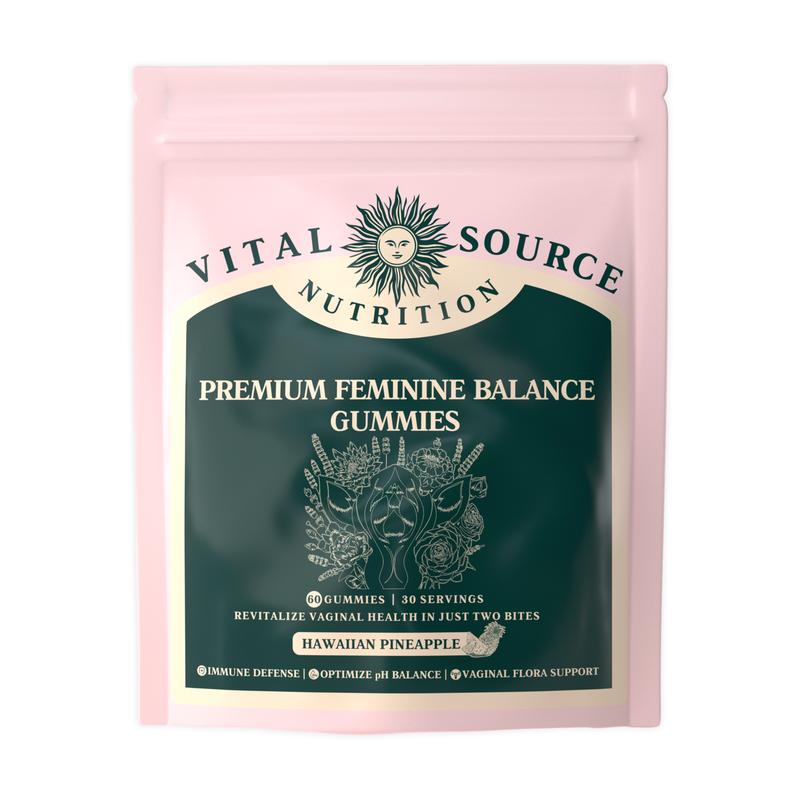 VITAL SOURCE
NUTRITION
PREMIUM FEMININE BALANCE
GUMMIES
60 GUMMIES | 30 SERVINGS
REVITALIZE VAGINAL HEALTH IN JUST TWO BITES
HAWAIIAN PINEAPPLE
IMMUNE DEFENSE | OPTIMIZE pH BALANCE | VAGINAL FLORA SUPPORT